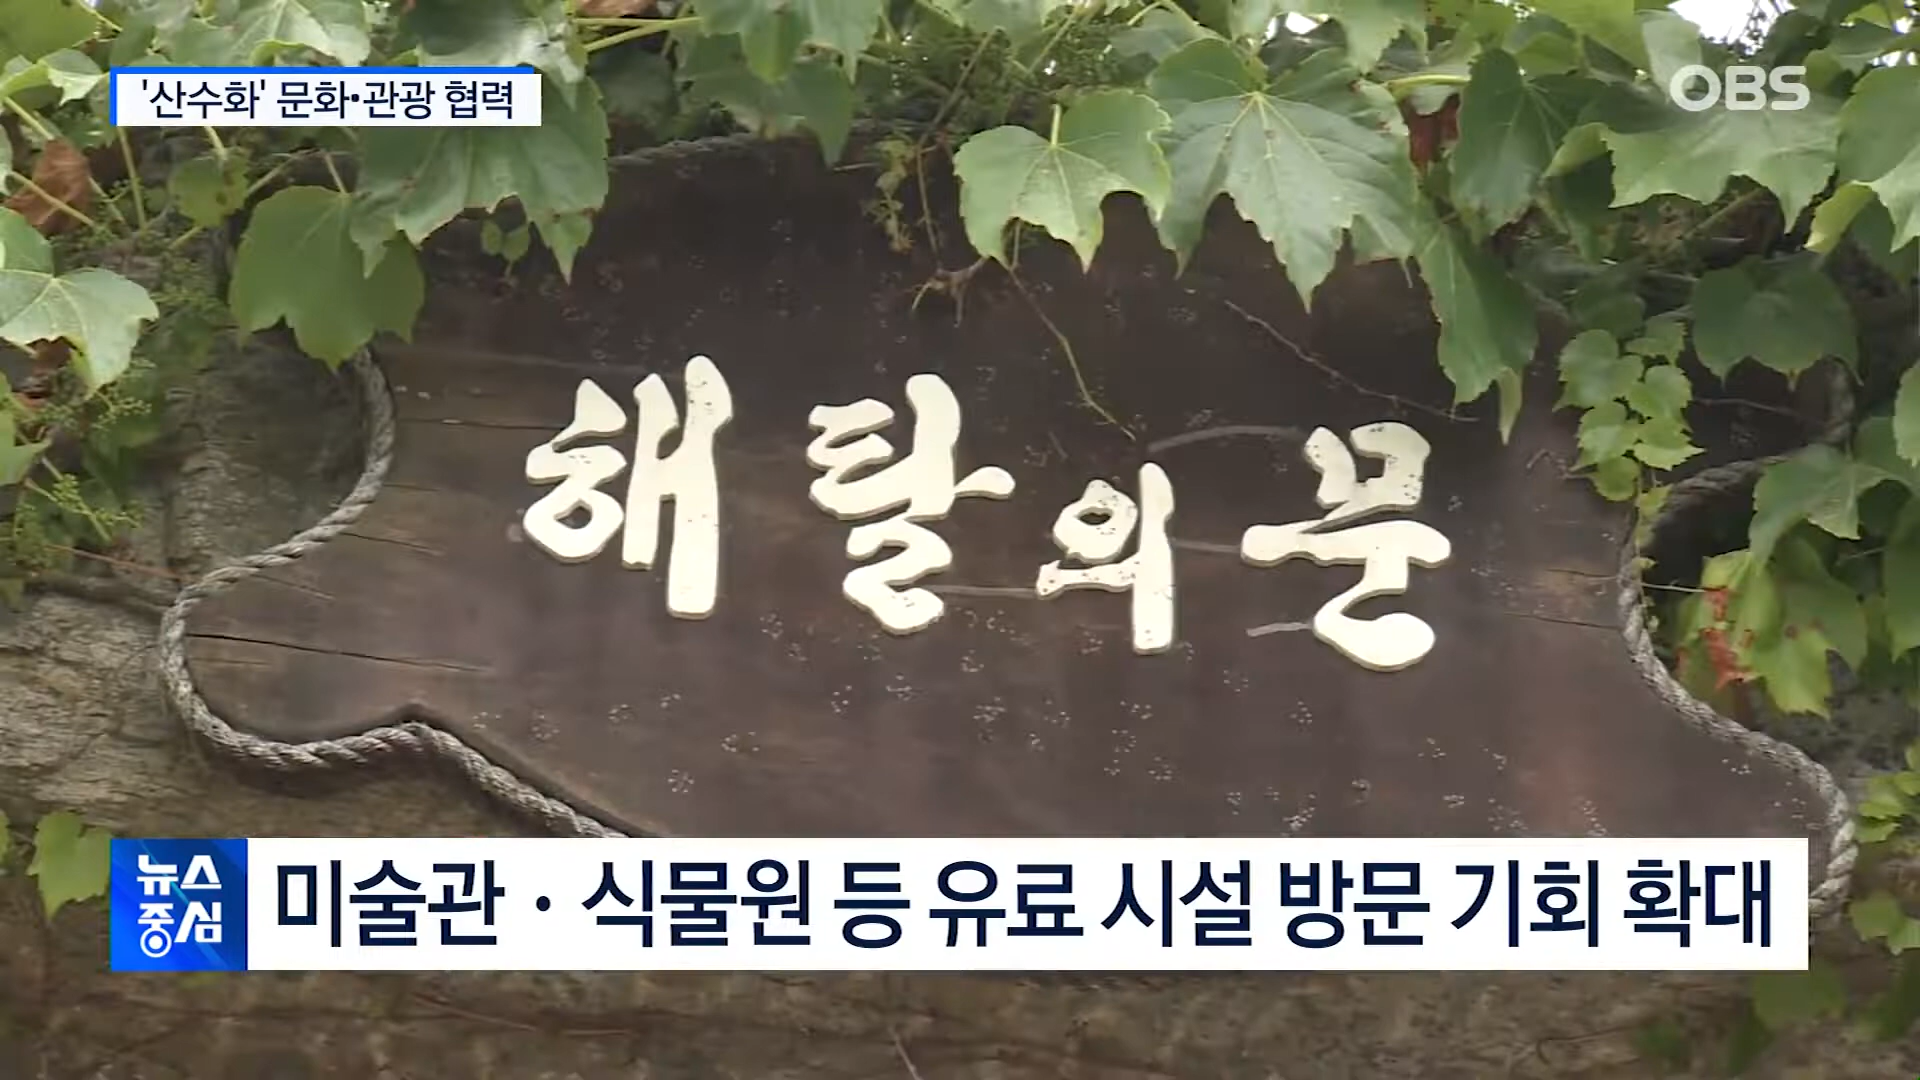 '산수화' 문화·관광 협력
OBS
해탈의문
뉴스
중심
미술관 · 식물원 등 유료 시설 방문 기회 확대